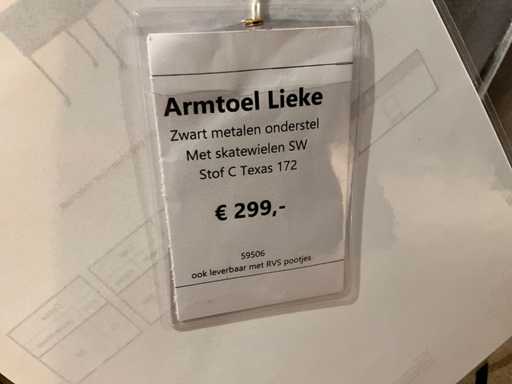 Armtoel Lieke
Zwart metalen onderstel
Met skatewielen SW
Stof C Texas 172
€ 299,-
59506
ook leverbaar met RVS pootjes